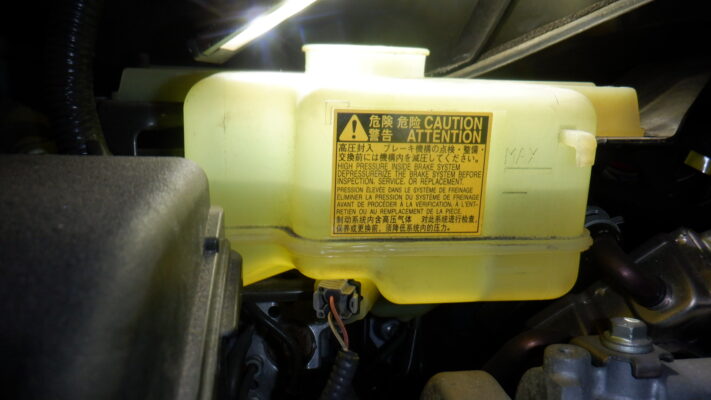 危険 危险 CAUTION
警告 ATTENTION
高圧封入 ブレーキ機構の点検・整備・
交換前には機構内を減圧してください。
HIGH PRESSURE INSIDE BRAKE SYSTEM
DEPRESSURERIZE THE BRAKE SYSTEM BEFORE
INSPECTION, SERVICE, OR REPLACEMENT.
PRESSION ÉLEVÉE DANS LE SYSTÈME DE FREINAGE
ÉLIMINER LA PRESSION DU SYSTÈME DE FREINAGE
AVANT DE PROCÉDER À LA VÉRIFICATION, À L'ENT-
RETIEN OU AU REMPLACEMENT DE LA PIÈCE.
制动系统内含高压气体 对此系统进行检查、
保养或更换前，须降低系统内的压力。
MAX